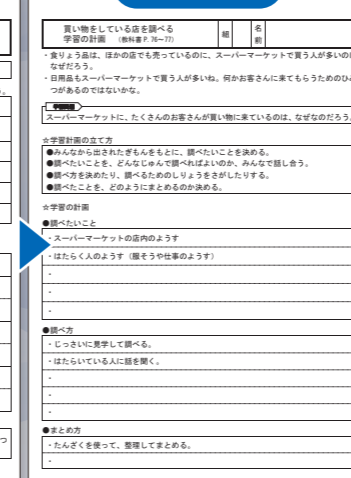 買い物をしている店を調べる
学習の計画 (教科書 P. 76〜77)
組
名前
・食りょう品は、ほかの店でも売っているのに、スーパーマーケットで買う人が多いの
なぜだろう。
・日用品もスーパーマーケットで買う人が多いね。何かお客さんに来てもらうためのひ
つがあるのではないかな。
スーパーマーケットに、たくさんのお客さんが買い物に来ているのは、なぜなのだろう。
☆学習計画の立て方
●みんなから出されたぎもんをもとに、調べたいことを決める。
●調べたいことを、どんなじゅんで調べればよいのか、みんなで話し合う。
●調べ方を決めたり、調べるためのしりょうをさがしたりする。
●調べたことを、どのようにまとめるのか決める。
☆学習の計画
●調べたいこと
・スーパーマーケットの店内のようす
・はたらく人のようす（服そうや仕事のようす）
・
・
・
●調べ方
・じっさいに見学して調べる。
・はたらいている人に話を聞く。
・
・
・
●まとめ方
・たんざくを使って、整理してまとめる。
・
つ